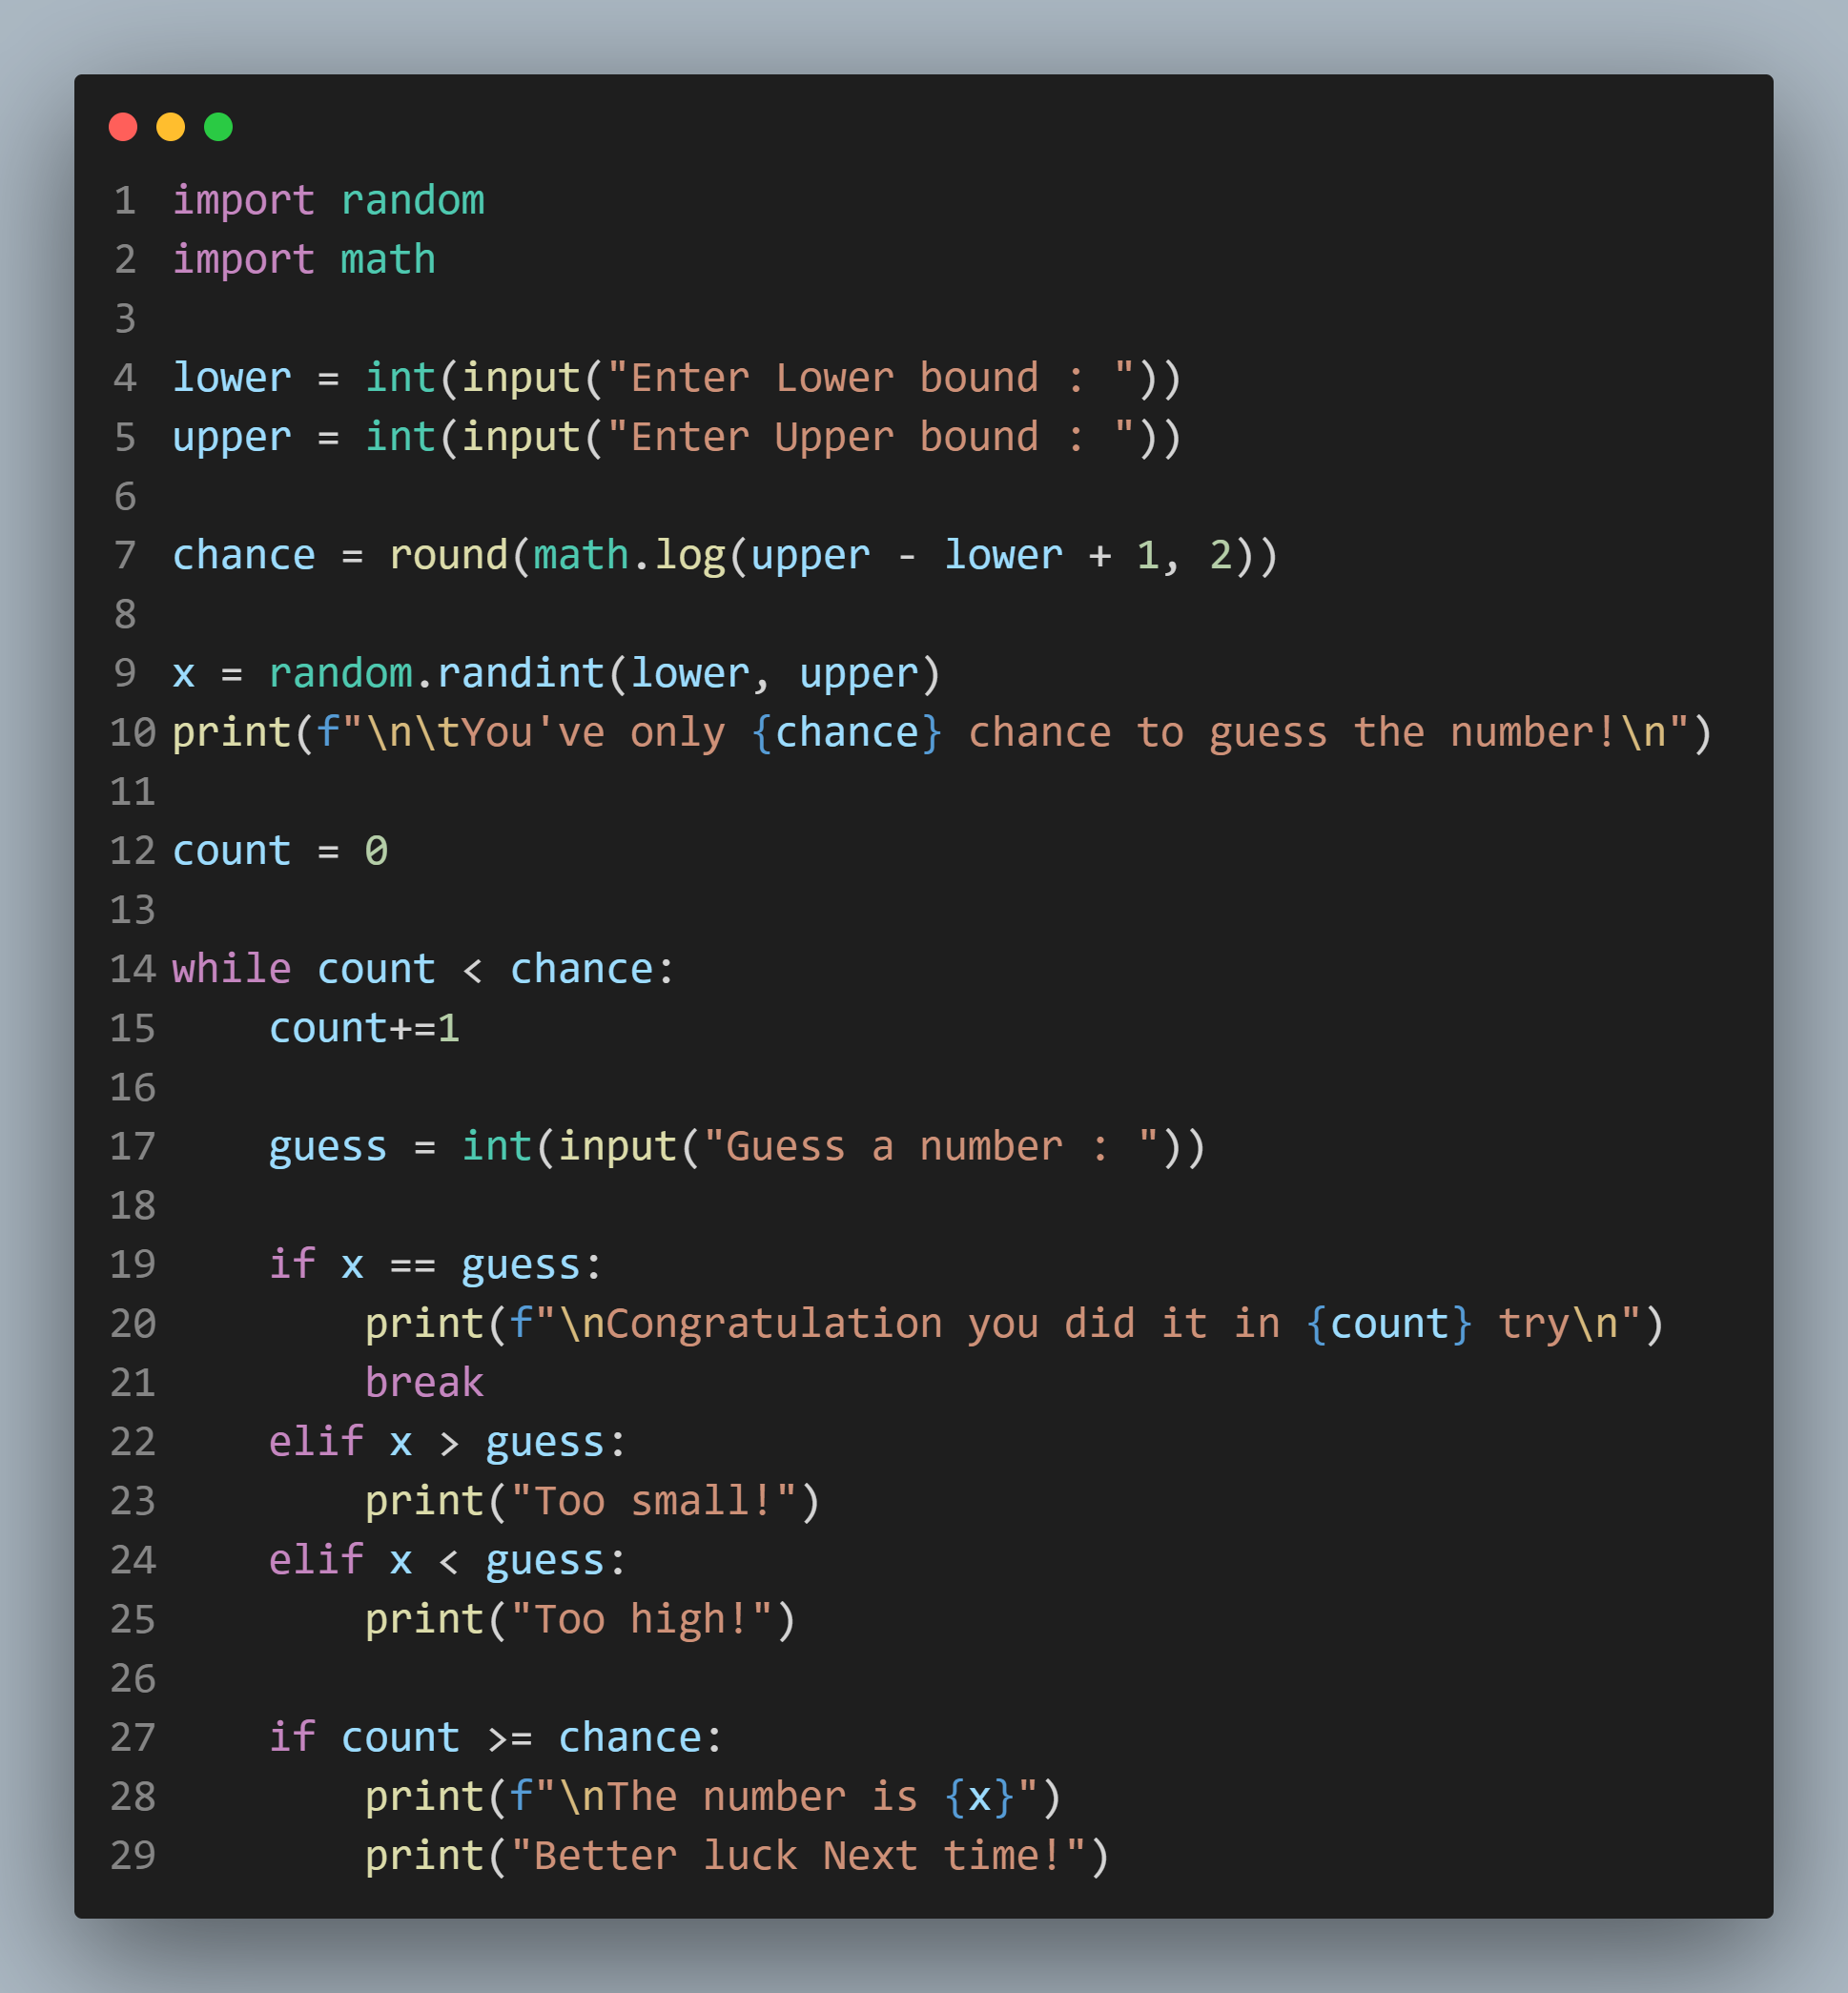 1 import random
2 import math
3
4 lower = int(input("Enter Lower bound : "))
5 upper = int(input("Enter Upper bound : "))
6
7 chance = round(math.log(upper - lower + 1, 2))
8
9 x = random.randint(lower, upper)
10 print(f"\n\tYou've only {chance} chance to guess the number!\n")
11
12 count = 0
13
14 while count < chance:
15     count+=1
16
17     guess = int(input("Guess a number : "))
18
19     if x == guess:
20         print(f"\nCongratulation you did it in {count} try\n")
21         break
22     elif x > guess:
23         print("Too small!")
24     elif x < guess:
25         print("Too high!")
26
27     if count >= chance:
28         print(f"\nThe number is {x}")
29         print("Better luck Next time!")